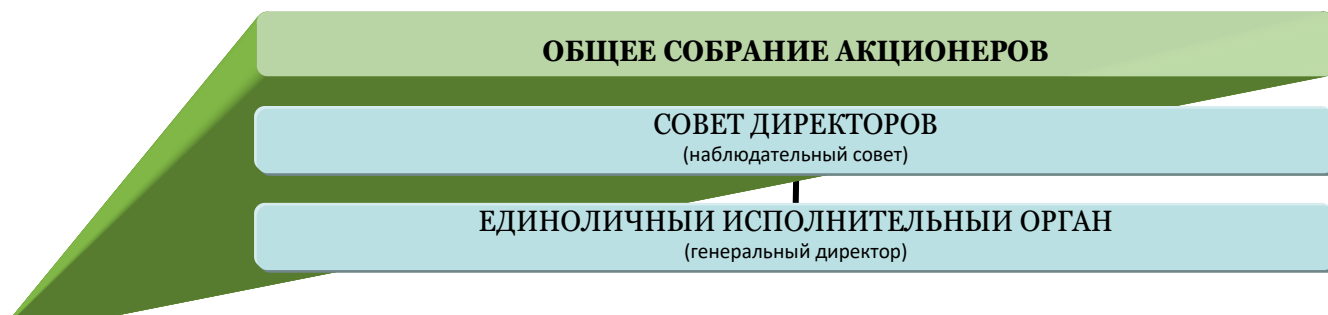 ОБЩЕЕ СОБРАНИЕ АКЦИОНЕРОВ
СОВЕТ ДИРЕКТОРОВ
(наблюдательный совет)
ЕДИНОЛИЧНЫЙ ИСПОЛНИТЕЛЬНЫЙ ОРГАН
(генеральный директор)